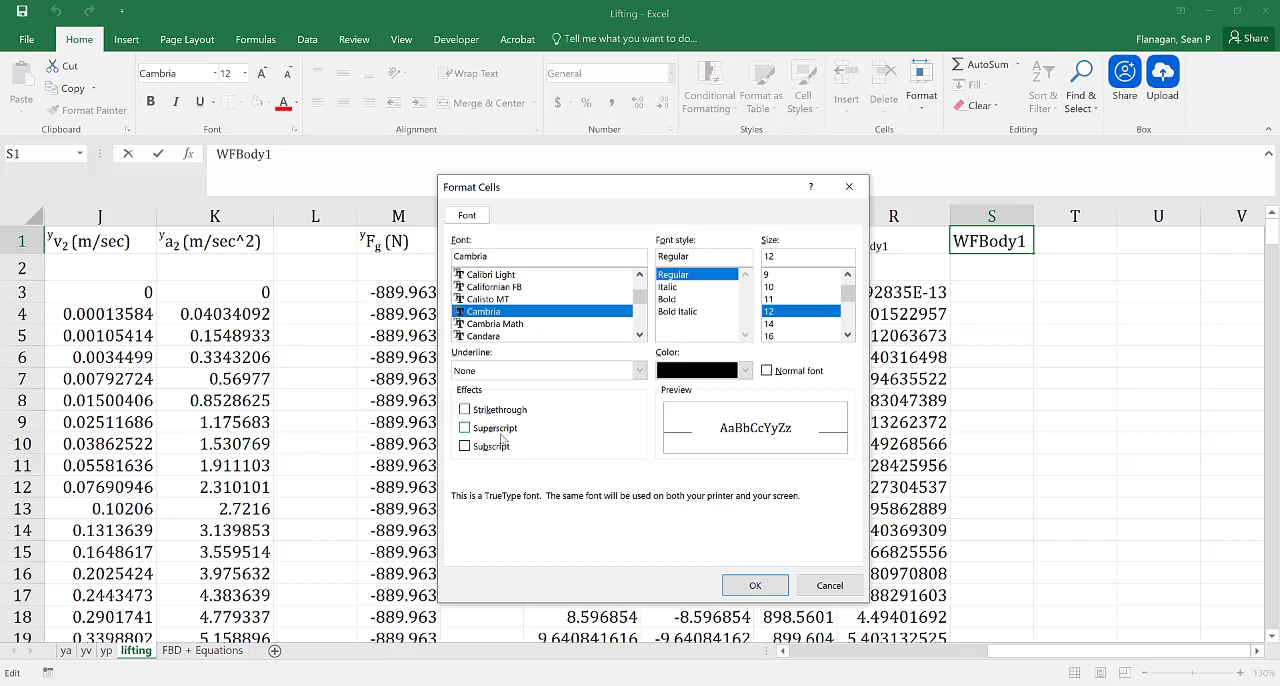 Lifting - Excel
File Home Insert Page Layout Formulas Data Review View Developer Acrobat Tell me what you want to do... Flanagan, Sean P Share
Paste Cut Copy Format Painter Clipboard
Cambria 12 A A B I U A Font
Wrap Text Merge & Center Alignment
General $ % , Number
Conditional Formatting Format as Table Cell Styles Styles
Insert Delete Format Cells
AutoSum Fill Clear Sort & Filter Find & Select Editing
Share Upload Box
S1 fx WFBody1
J K L M R S T U V
1 yv2 (m/sec) ya2 (m/sec^2) yFg (N) dy1 WFBody1
2
3 0 0 -889.963 92835E-13
4 0.00013584 0.04034092 -889.963 01522957
5 0.00105414 0.1548933 -889.963 12063673
6 0.0034499 0.3343206 -889.963 40316498
7 0.00792724 0.56977 -889.963 94635522
8 0.01500406 0.8528625 -889.963 83047389
9 0.02511686 1.175683 -889.963 13262372
10 0.03862522 1.530769 -889.963 49268566
11 0.05581636 1.911103 -889.963 28425956
12 0.07690946 2.310101 -889.963 27304537
13 0.10206 2.7216 -889.963 95862889
14 0.1313639 3.139853 -889.963 40369309
15 0.1648617 3.559514 -889.963 66825556
16 0.2025424 3.975632 -889.963 80970808
17 0.2443473 4.383639 -889.963 88291603
18 0.2901741 4.779337 -889.963 8.596854 -8.596854 898.5601 4.49401692
19 0.3398802 5.158896 -889.963 9.640841616 -9.64084162 899.604 5.403132525
Format Cells ?
Font
Font: Font style: Size:
Cambria Regular 12
Calibri Light Regular 9
Californian FB Italic 10
Calisto MT Bold 11
Cambria Bold Italic 12
Cambria Math 14
Candara 16
Underline: Color:
None Normal font
Effects Preview
Strikethrough
Superscript AaBbCcYyZz
Subscript
This is a TrueType font. The same font will be used on both your printer and your screen.
OK Cancel
ya yv yp lifting FBD + Equations
Edit 130%